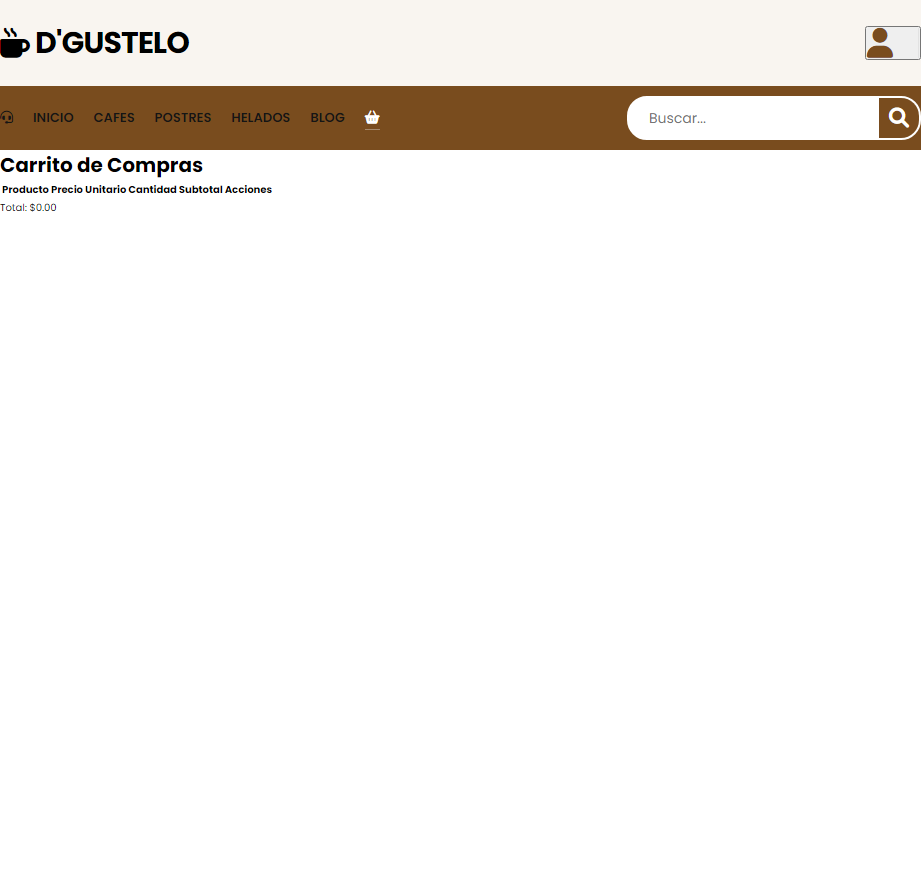 D'GUSTELO
INICIO CAFES POSTRES HELADOS BLOG Buscar...
Carrito de Compras
Producto Precio Unitario Cantidad Subtotal Acciones
Total: $0.00